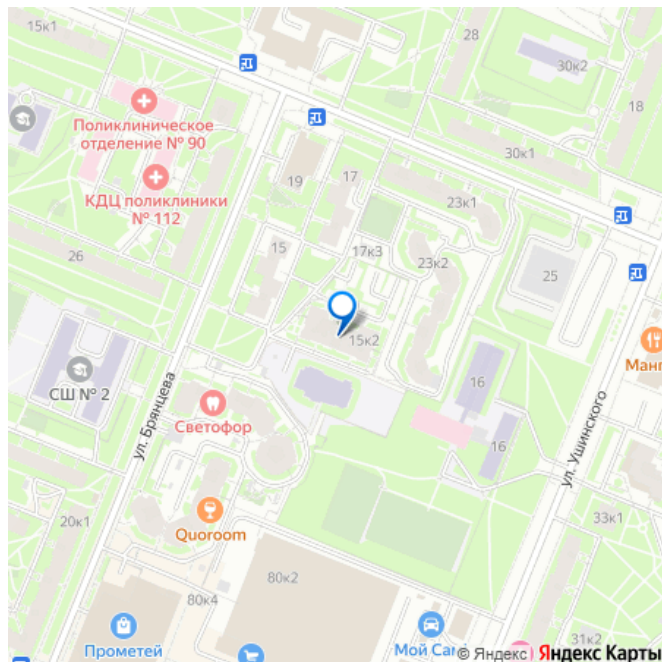 15к1
28
30к2
18
Поликлиническое
отделение № 90
КДЦ поликлиники
№ 112
30к1
19
17
23к1
26
15
17к3
23к2
25
15к2
СШ № 2
Светофор
ул. Брянцева
16
16
Манг
ул. Ушинского
Quoroom
20к1
33к1
80к2
80к4
31к2
Прометей
Мой Сам
© Яндекс
Яндекс Карты